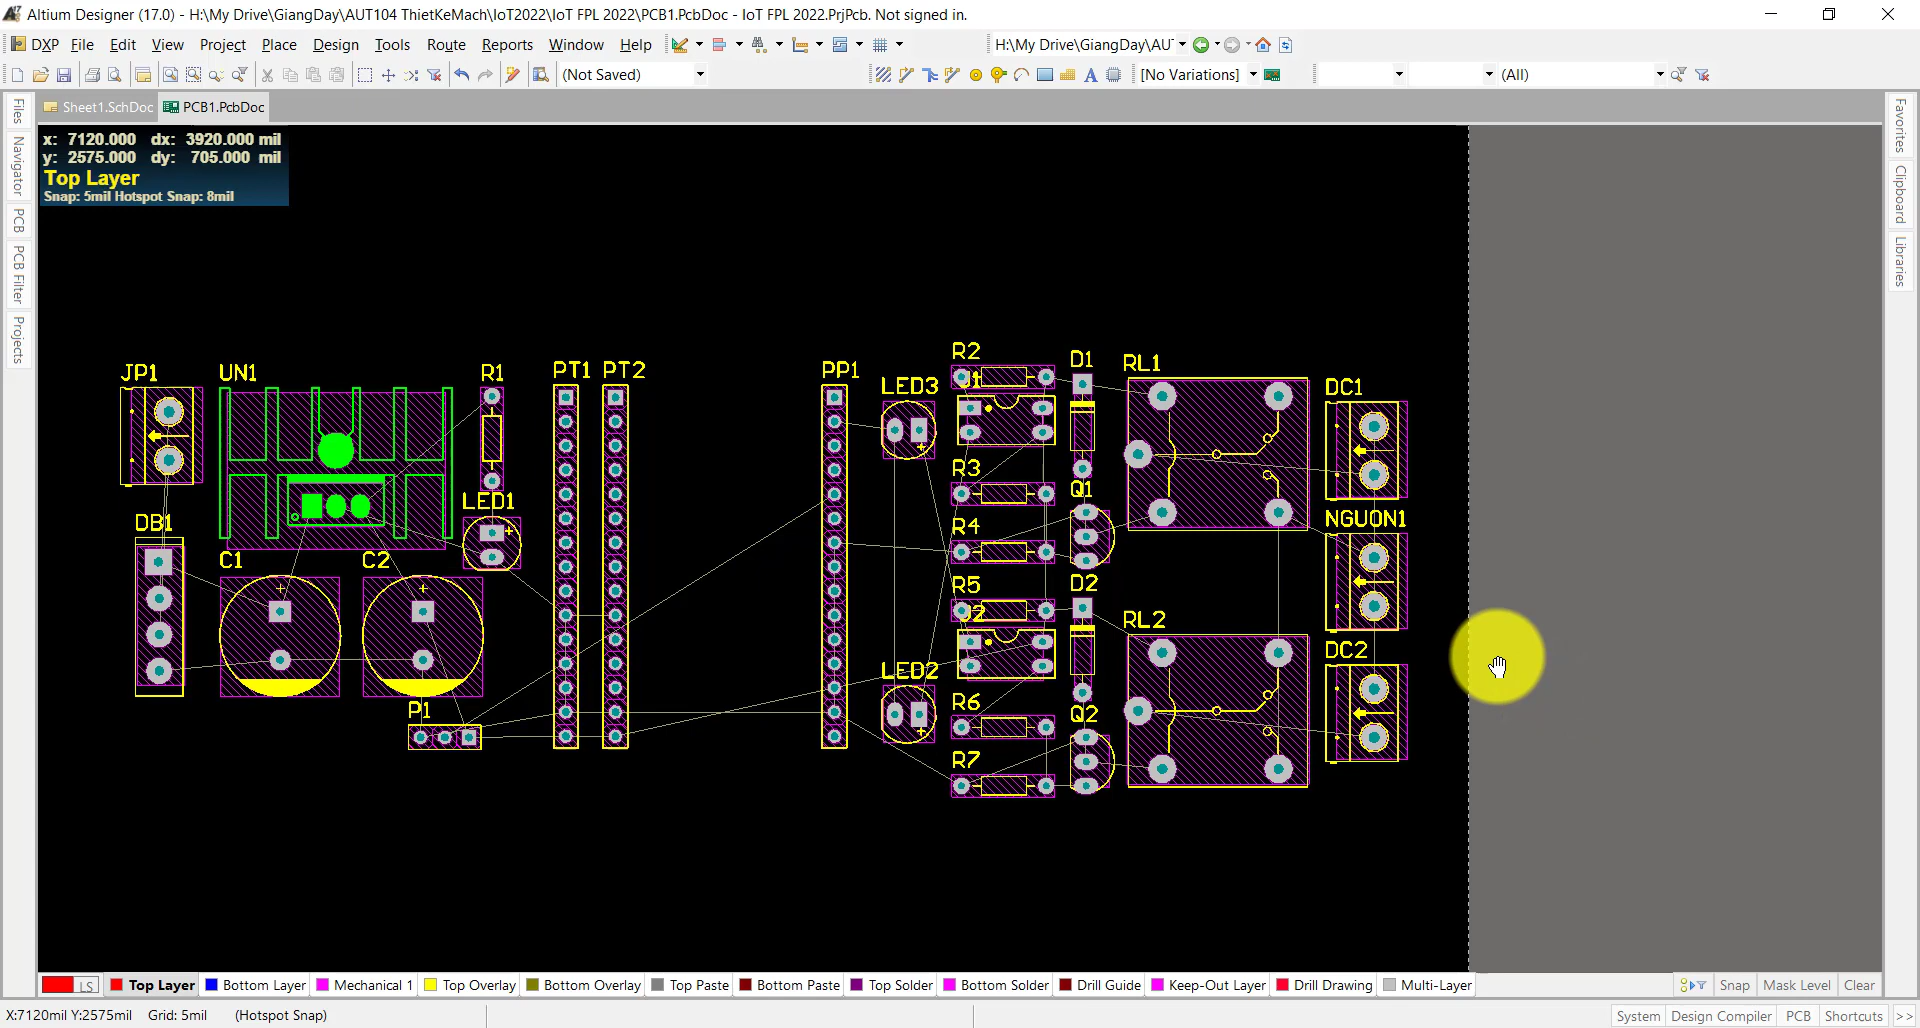 Altium Designer (17.0) - H:\My Drive\GiangDay\AUT104 ThietKeMach\IoT2022\IoT FPL 2022\PCB1.PcbDoc - IoT FPL 2022.PrjPcb. Not signed in.
DXP File Edit View Project Place Design Tools Route Reports Window Help H:\My Drive\GiangDay\AU
(Not Saved) [No Variations] (All)
Sheet1.SchDoc PCB1.PcbDoc
Files
Navigator
PCB
PCB Filter
Projects
Favorites
Clipboard
Libraries
x: 7120.000 dx: 3920.000 mil
y: 2575.000 dy: 705.000 mil
Top Layer
Snap: 5mil Hotspot Snap: 8mil
JP1 UN1 R1 PT1 PT2 PP1 LED3 R2 D1 RL1 DC1
R3
Q1
LED1
DB1
R4
NGUON1
C1 C2
R5
D2
RL2
DC2
LED2
P1
R6
Q2
R7
LS Top Layer Bottom Layer Mechanical 1 Top Overlay Bottom Overlay Top Paste Bottom Paste Top Solder Bottom Solder Drill Guide Keep-Out Layer Drill Drawing Multi-Layer Snap Mask Level Clear
X:7120mil Y:2575mil Grid: 5mil (Hotspot Snap) System Design Compiler PCB Shortcuts >>